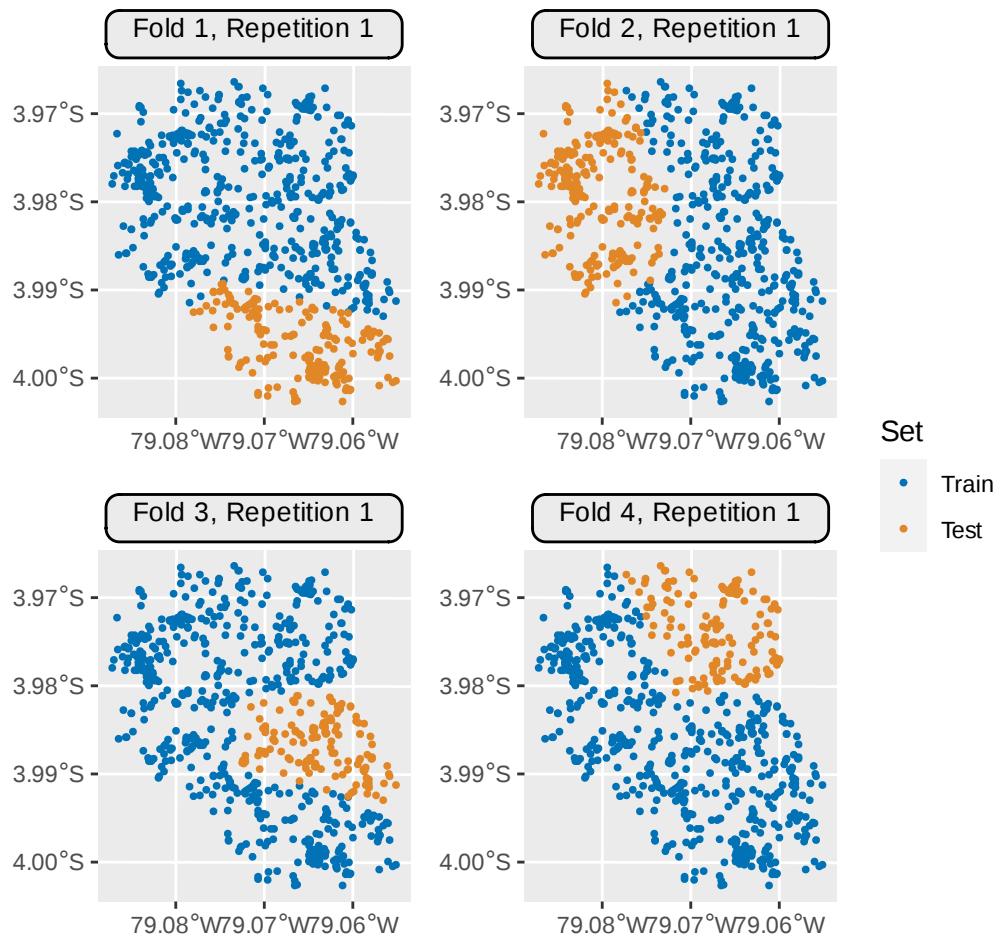 Fold 1, Repetition 1
Fold 2, Repetition 1
3.97°S
3.98°S
3.99°S
4.00°S
79.08°W79.07°W79.06°W
3.97°S
3.98°S
3.99°S
4.00°S
79.08°W79.07°W79.06°W
Set
Train
Test
Fold 3, Repetition 1
Fold 4, Repetition 1
3.97°S
3.98°S
3.99°S
4.00°S
79.08°W79.07°W79.06°W
3.97°S
3.98°S
3.99°S
4.00°S
79.08°W79.07°W79.06°W